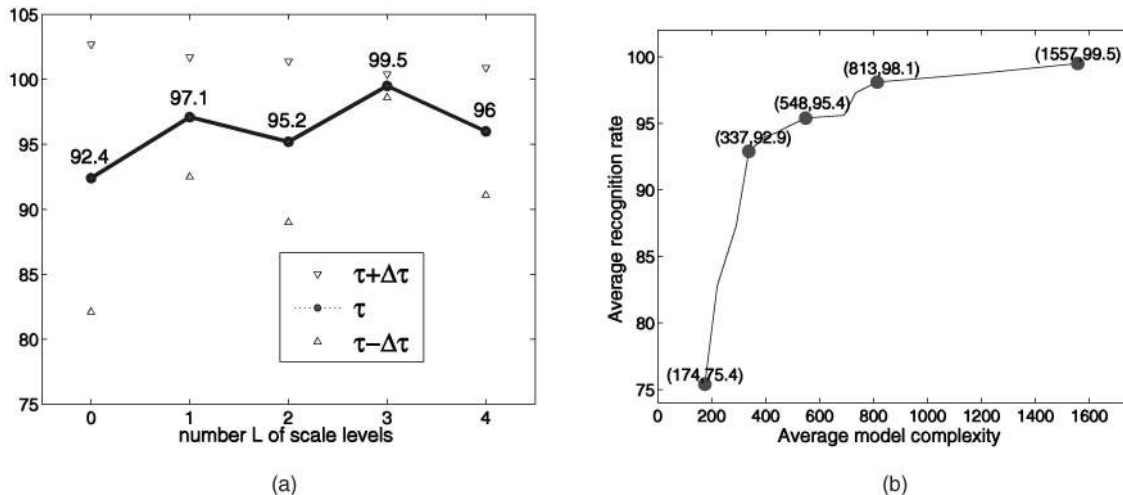 105
100
95
90
85
80
75
92.4
97.1
95.2
99.5
96
τ+Δτ
τ
τ−Δτ
0 1 2 3 4
number L of scale levels
(a)
Average recognition rate
100
95
90
85
80
75
(174,75.4)
(337,92.9)
(548,95.4)
(813,98.1)
(1557,99.5)
0 200 400 600 800 1000 1200 1400 1600
Average model complexity
(b)